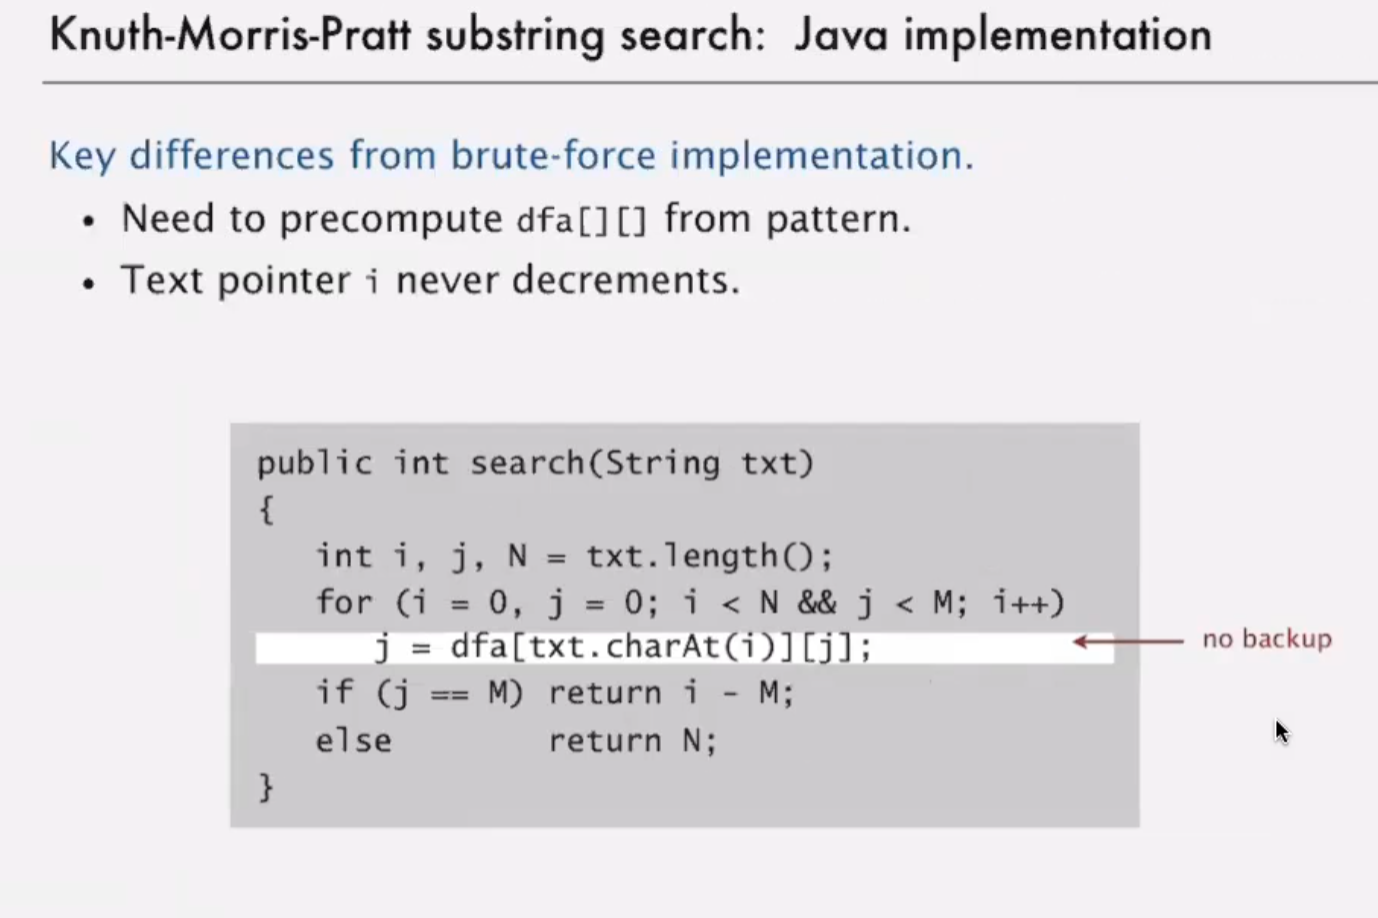 Knuth-Morris-Pratt substring search: Java implementation
Key differences from brute-force implementation.
• Need to precompute dfa[][] from pattern.
• Text pointer i never decrements.
public int search(String txt)
{
   int i, j, N = txt.length();
   for (i = 0, j = 0; i < N && j < M; i++)
      j = dfa[txt.charAt(i)][j]; no backup
   if (j == M) return i - M;
   else        return N;
}